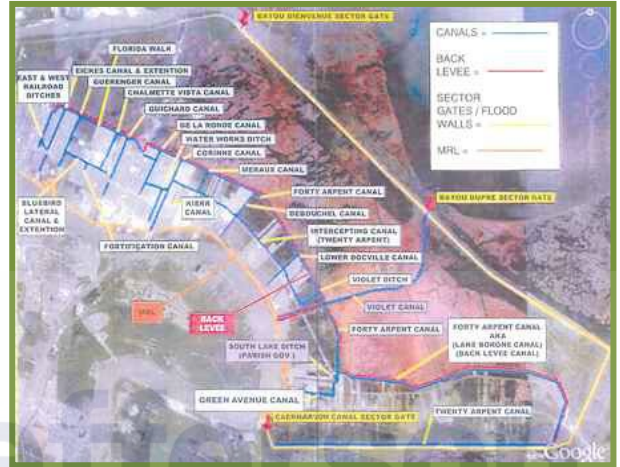 BAYOU BIENVENUE SECTOR GATE
CANALS =
BACK
LEVEE =
SECTOR
GATES / FLOOD
WALLS =
MRL =
FLORIDA WALK
EICKES CANAL & EXTENTION
EAST & WEST
RAILROAD
DITCHES
GUERENGER CANAL
CHALMETTE VISTA CANAL
GUICHARD CANAL
DE LA RONDE CANAL
WATER WORKS DITCH
CORINNE CANAL
MERAUX CANAL
FORTY ARPENT CANAL
BAYOU DUPRE SECTOR GATE
BLUEBIRD
LATERAL
CANAL &
EXTENTION
KIERR
CANAL
DEBOUCHEL CANAL
FORTIFICATION CANAL
INTERCEPTING CANAL
(TWENTY ARPENT)
LOWER DOCVILLE CANAL
VIOLET DITCH
MRL
VIOLET CANAL
BACK
LEVEE
FORTY ARPENT CANAL
FORTY ARPENT CANAL
AKA
(LAKE BORGNE CANAL)
(BACK LEVEE CANAL)
SOUTH LAKE DITCH
(PARISH GOV.)
GREEN AVENUE CANAL
CAERNARVON CANAL SECTOR GATE
TWENTY ARPENT CANAL
Google